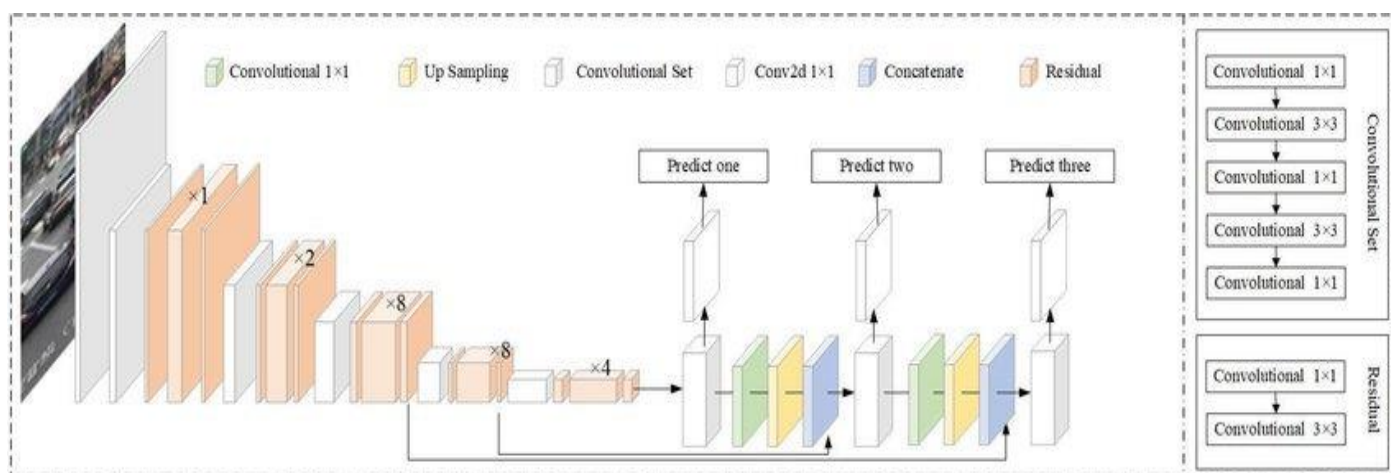 Convolutional 1×1
Up Sampling
Convolutional Set
Conv2d 1×1
Concatenate
Residual
×1
×2
×8
×8
×4
Predict one
Predict two
Predict three
Convolutional 1×1
Convolutional 3×3
Convolutional 1×1
Convolutional 3×3
Convolutional 1×1
Convolutional Set
Convolutional 1×1
Convolutional 3×3
Residual